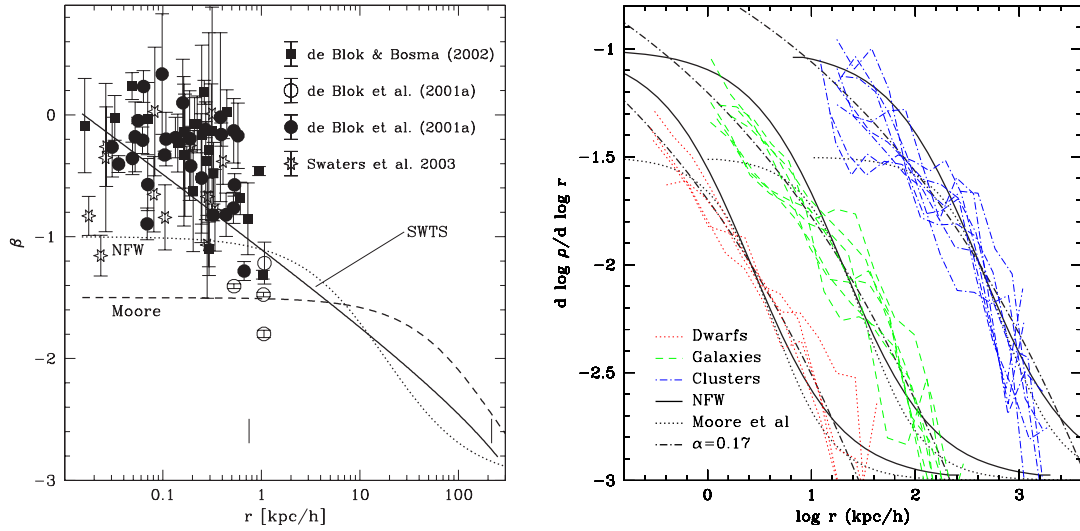 de Blok & Bosma (2002)
de Blok et al. (2001a)
de Blok et al. (2001a)
Swaters et al. 2003
SWTS
NFW
Moore
β
0
−1
−2
−3
0.1
1
10
100
r [kpc/h]
d log ρ/d log r
-1
-1.5
-2
-2.5
-3
Dwarfs
Galaxies
Clusters
NFW
Moore et al
α=0.17
0
1
2
3
log r (kpc/h)